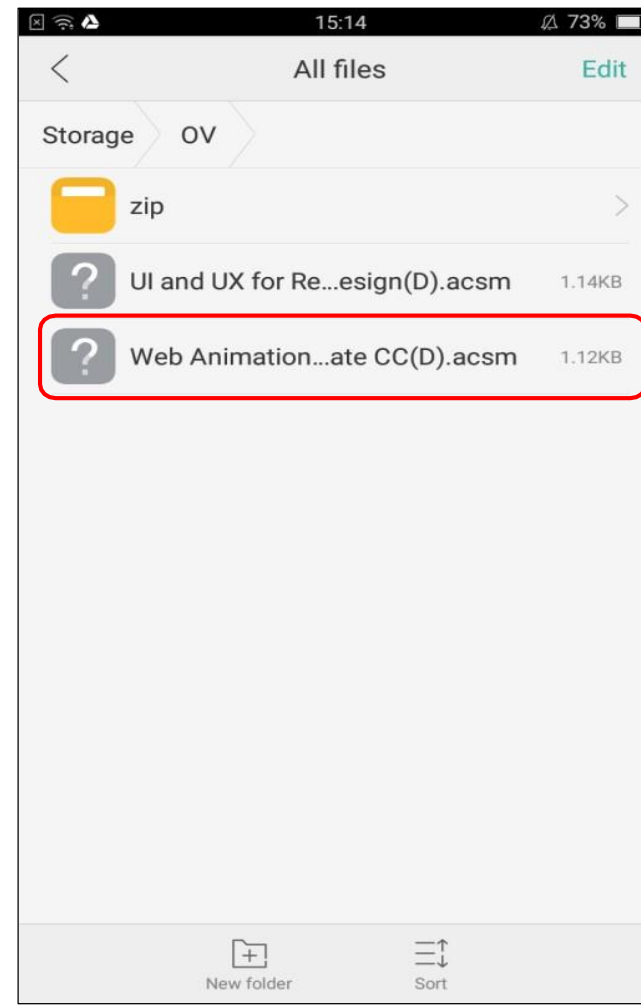 15:14 73%
All files Edit
Storage OV
zip
UI and UX for Re...esign(D).acsm 1.14KB
Web Animation...ate CC(D).acsm 1.12KB
New folder Sort